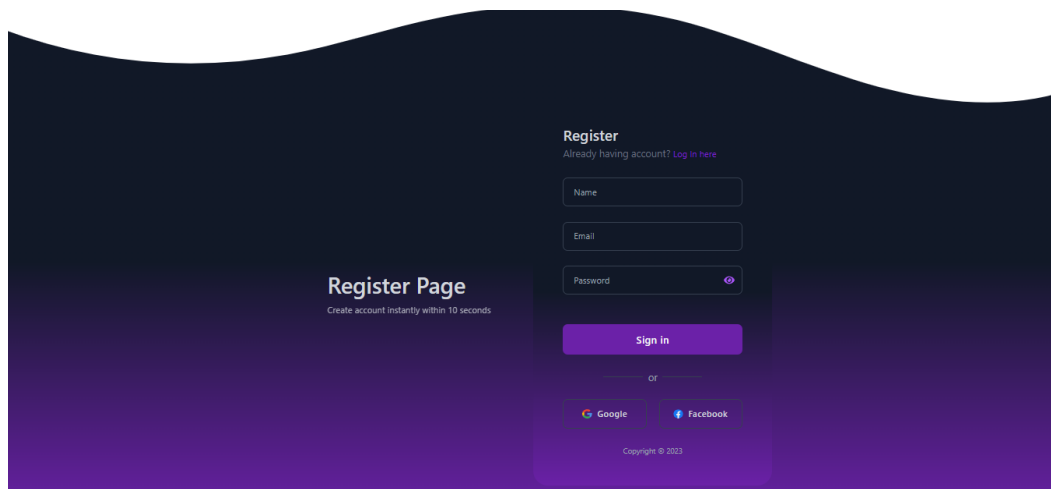 Register
Already having account? Log in here
Name
Email
Register Page
Create account instantly within 10 seconds
Password
Sign in
or
Google
Facebook
Copyright © 2023